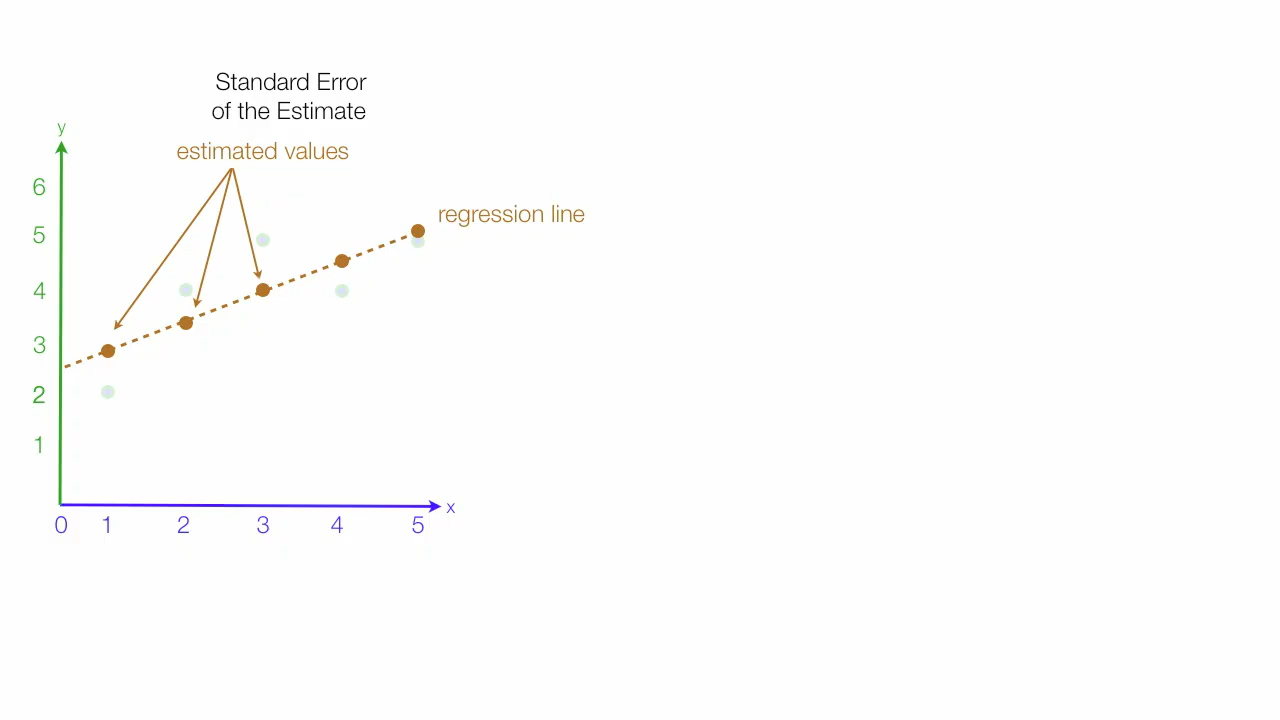 Standard Error
of the Estimate
y
estimated values
6
regression line
5
4
3
2
1
x
0 1 2 3 4 5